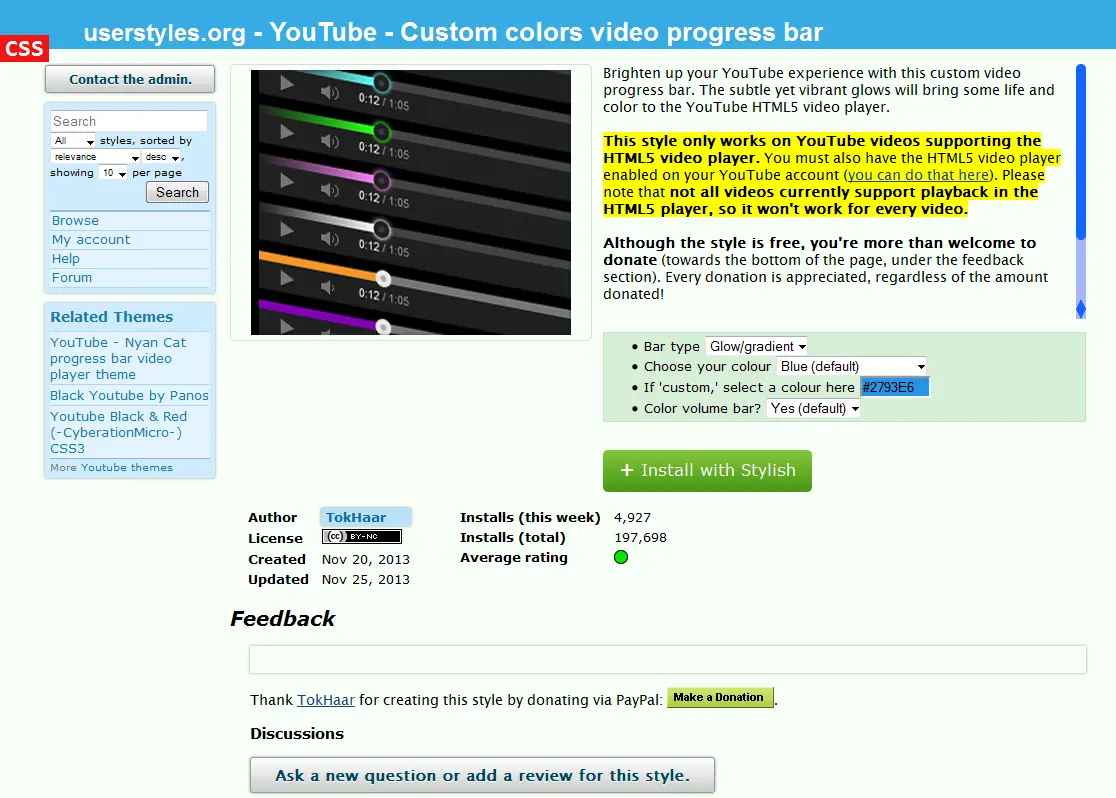 userstyles.org - YouTube - Custom colors video progress bar
CSS
Contact the admin.
Search
All styles, sorted by
relevance desc ,
showing 10 per page
Search
Browse
My account
Help
Forum
Related Themes
YouTube - Nyan Cat
progress bar video
player theme
Black Youtube by Panos
Youtube Black & Red
(-CyberationMicro-)
CSS3
More Youtube themes
0:12 / 1:05
0:12 / 1:05
0:12 / 1:05
0:12 / 1:05
0:12 / 1:05
Brighten up your YouTube experience with this custom video
progress bar. The subtle yet vibrant glows will bring some life and
color to the YouTube HTML5 video player.
This style only works on YouTube videos supporting the
HTML5 video player. You must also have the HTML5 video player
enabled on your YouTube account (you can do that here). Please
note that not all videos currently support playback in the
HTML5 player, so it won't work for every video.
Although the style is free, you're more than welcome to
donate (towards the bottom of the page, under the feedback
section). Every donation is appreciated, regardless of the amount
donated!
• Bar type Glow/gradient
• Choose your colour Blue (default)
• If 'custom,' select a colour here #2793E6
• Color volume bar? Yes (default)
+ Install with Stylish
Author TokHaar
License (cc) BY-NC
Created Nov 20, 2013
Updated Nov 25, 2013
Installs (this week) 4,927
Installs (total) 197,698
Average rating
Feedback
Thank TokHaar for creating this style by donating via PayPal: Make a Donation.
Discussions
Ask a new question or add a review for this style.